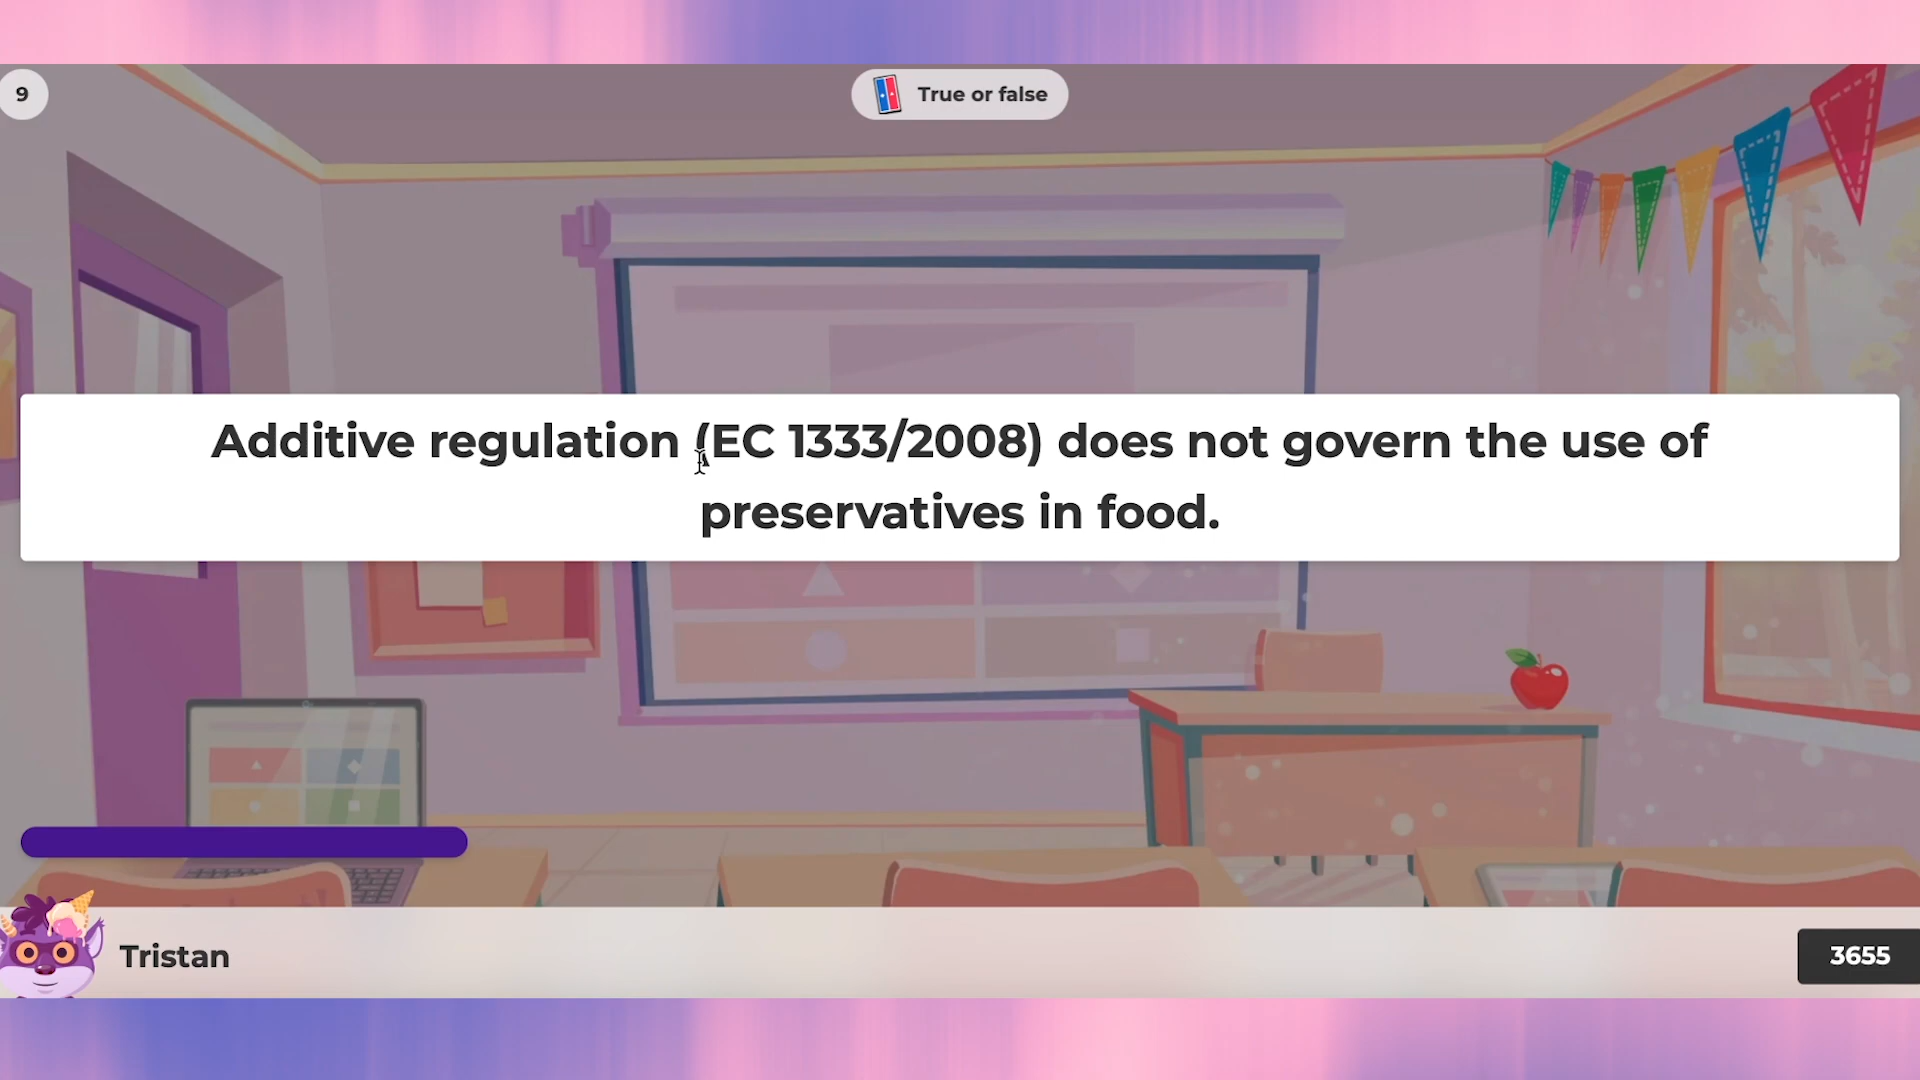 9
True or false
Additive regulation (EC 1333/2008) does not govern the use of
preservatives in food.
Tristan
3655